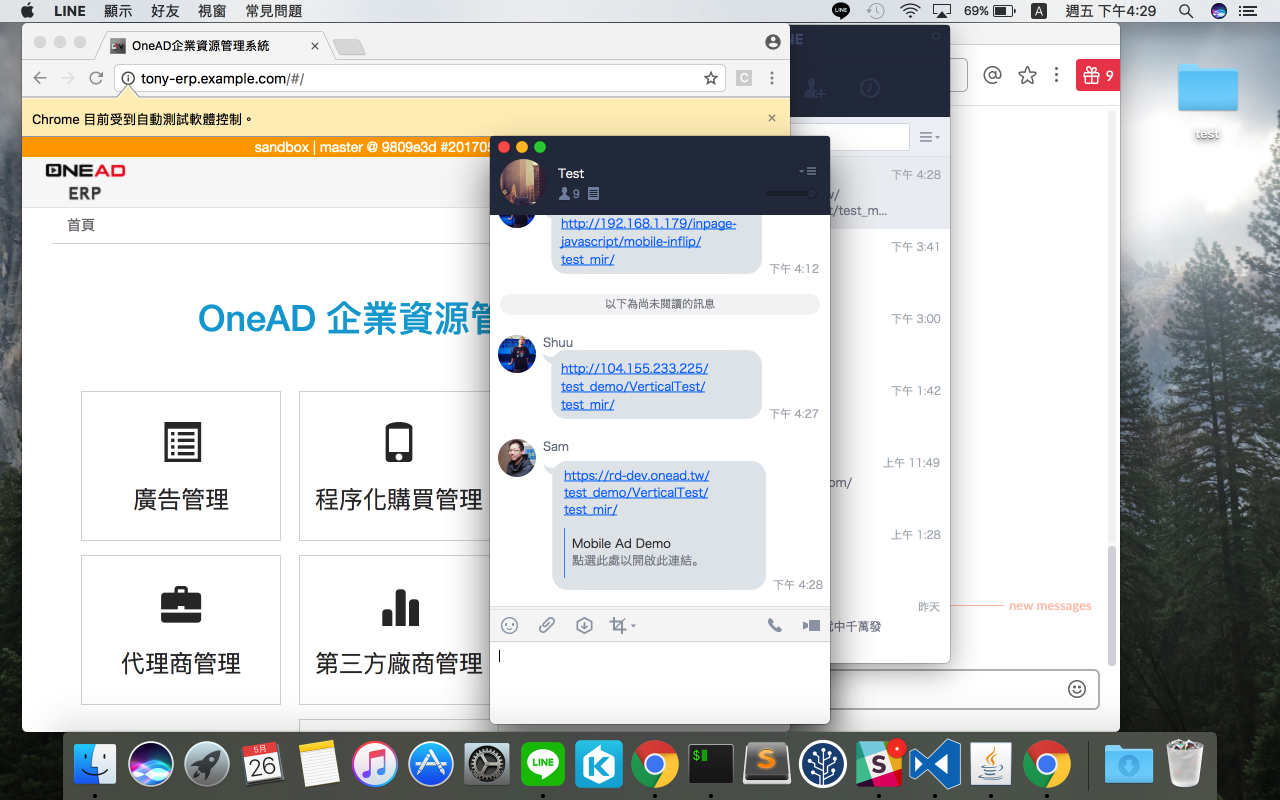 LINE 顯示 好友 視窗 常見問題
LINE 69% A 週五 下午4:29
OneAD企業資源管理系統
tony-erp.example.com/#/
C
Chrome 目前受到自動測試軟體控制。
sandbox | master @ 9809e3d #20170
ONEAD
ERP
首頁
OneAD 企業資源管
廣告管理
程序化購買管理
代理商管理
第三方廠商管理
Test
9
http://192.168.1.179/inpage-
javascript/mobile-inflip/
test_mir/
下午 4:12
以下為尚未閱讀的訊息
Shuu
http://104.155.233.225/
test_demo/VerticalTest/
test_mir/
下午 4:27
Sam
https://rd-dev.onead.tw/
test_demo/VerticalTest/
test_mir/
Mobile Ad Demo
點選此處以開啟此連結。
下午 4:28
NE
下午 4:28
/
t/test_m...
下午 3:41
下午 3:00
下午 1:42
上午 11:49
om/
上午 1:28
昨天
中千萬發
9
new messages
test
5月
26
LINE
K
$
S
S